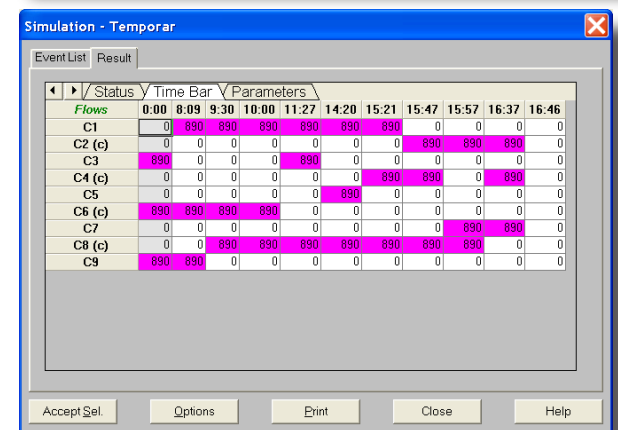 Simulation - Temporar
Event List Result
Status Time Bar Parameters
Flows 0:00 8:09 9:30 10:00 11:27 14:20 15:21 15:47 15:57 16:37 16:46
C1 0 890 890 890 890 890 890 0 0 0 0
C2 (c) 0 0 0 0 0 0 0 890 890 890 0
C3 890 0 0 0 890 0 0 0 0 0 0
C4 (c) 0 0 0 0 0 0 890 890 0 890 0
C5 0 0 0 0 0 890 0 0 0 0 0
C6 (c) 890 890 890 890 0 0 0 0 0 0 0
C7 0 0 0 0 0 0 0 0 890 890 0
C8 (c) 0 0 890 890 890 890 890 890 890 0 0
C9 890 890 0 0 0 0 0 0 0 0 0
Accept Sel. Options Print Close Help